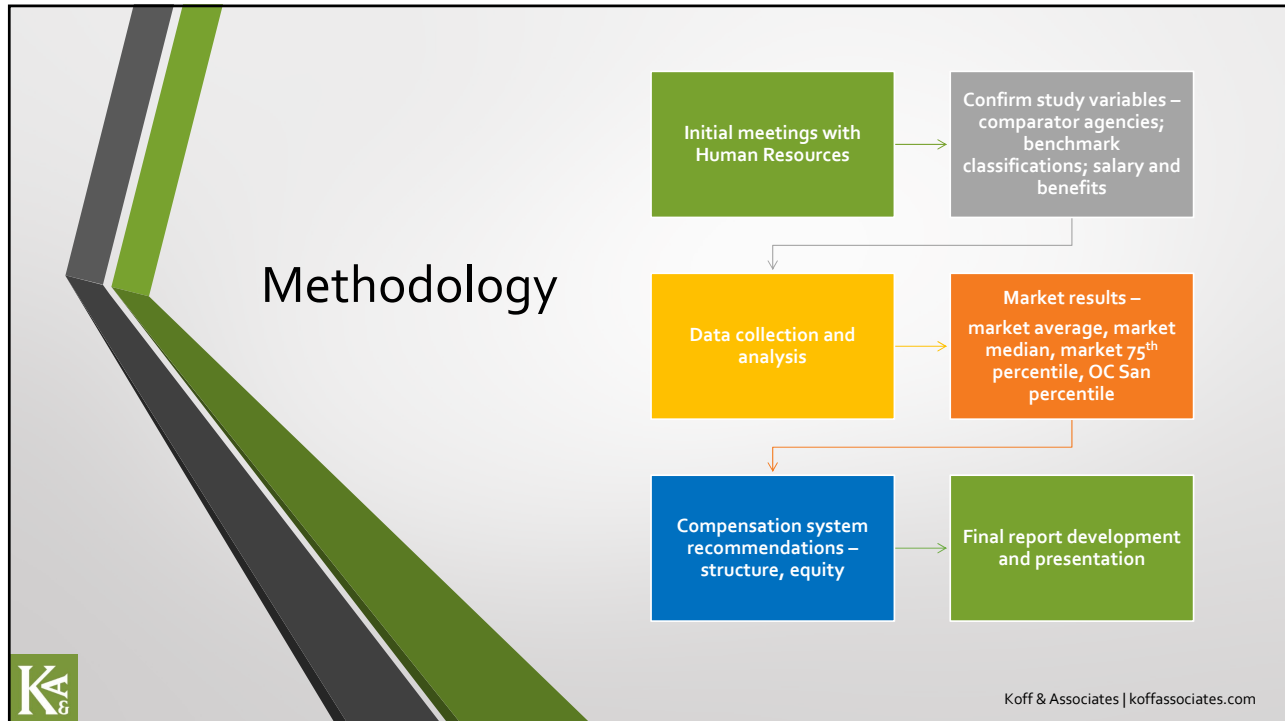 Methodology
Initial meetings with
Human Resources
Confirm study variables –
comparator agencies;
benchmark
classifications; salary and
benefits
Data collection and
analysis
Market results –
market average, market
median, market 75th
percentile, OC San
percentile
Compensation system
recommendations –
structure, equity
Final report development
and presentation
K&A
Koff & Associates | koffassociates.com